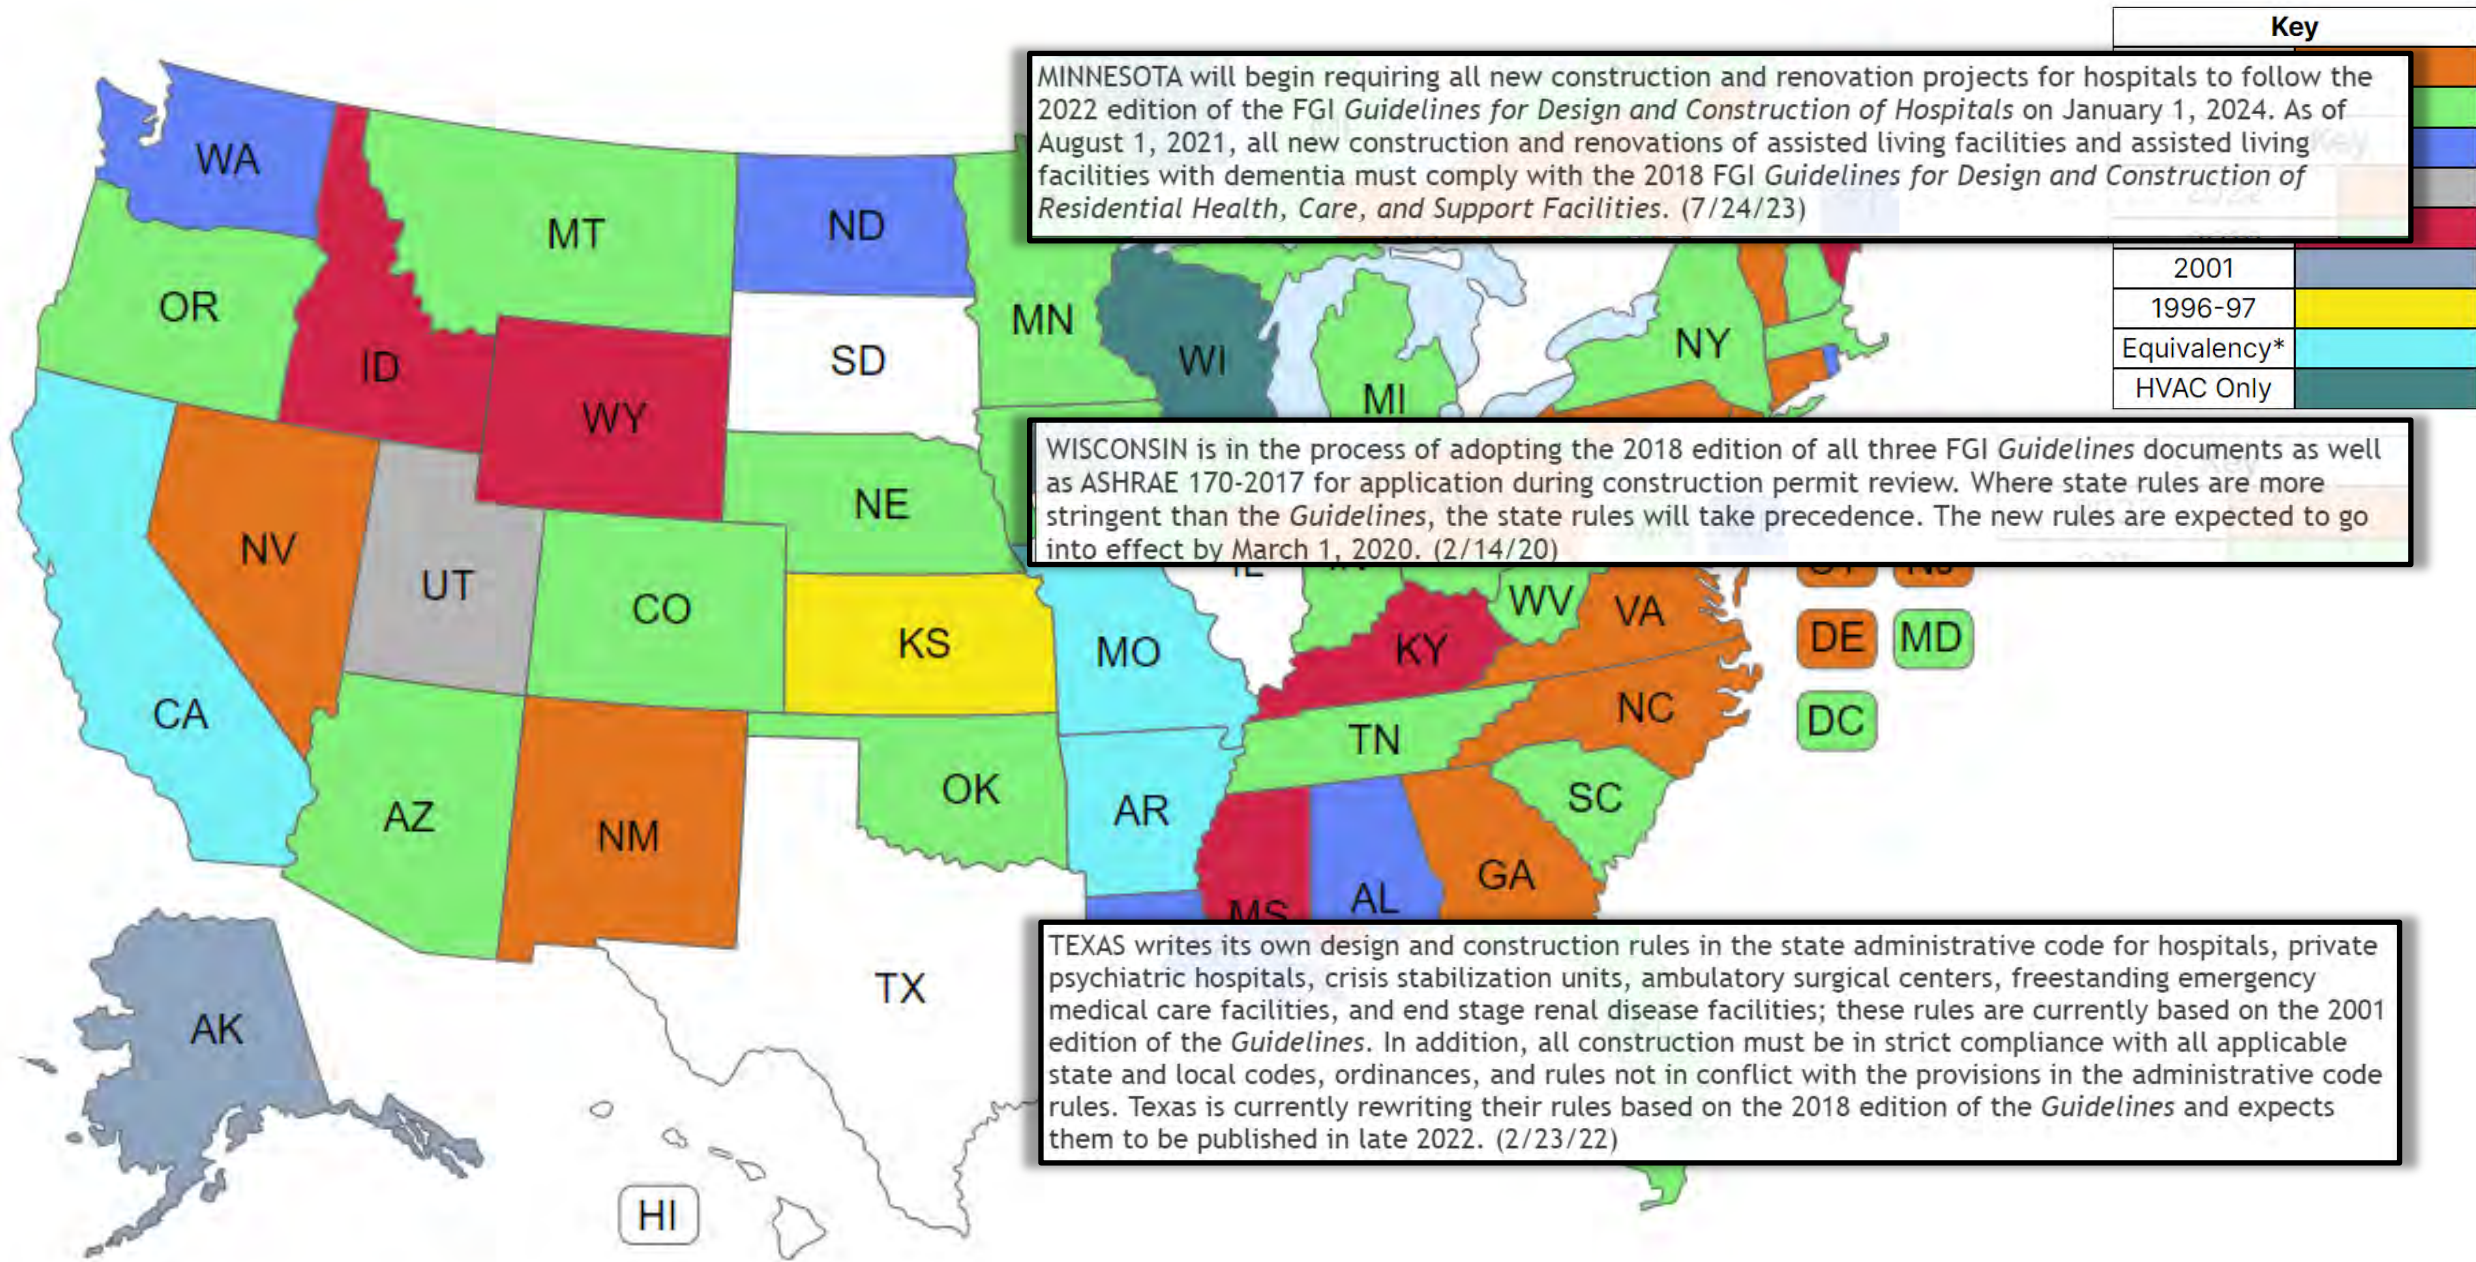 Key
MINNESOTA will begin requiring all new construction and renovation projects for hospitals to follow the
2022 edition of the FGI Guidelines for Design and Construction of Hospitals on January 1, 2024. As of
August 1, 2021, all new construction and renovations of assisted living facilities and assisted living
facilities with dementia must comply with the 2018 FGI Guidelines for Design and Construction of
Residential Health, Care, and Support Facilities. (7/24/23)
Key
2001
1996-97
Equivalency*
HVAC Only
WA
MT
ND
OR
ID
WY
SD
MN
WI
MI
NY
WISCONSIN is in the process of adopting the 2018 edition of all three FGI Guidelines documents as well
as ASHRAE 170-2017 for application during construction permit review. Where state rules are more
stringent than the Guidelines, the state rules will take precedence. The new rules are expected to go
into effect by March 1, 2020. (2/14/20)
NE
NV
UT
CO
KS
MO
KY
WV
VA
DE
MD
CA
TN
NC
DC
AZ
NM
OK
AR
SC
MS
AL
GA
TEXAS writes its own design and construction rules in the state administrative code for hospitals, private
psychiatric hospitals, crisis stabilization units, ambulatory surgical centers, freestanding emergency
medical care facilities, and end stage renal disease facilities; these rules are currently based on the 2001
edition of the Guidelines. In addition, all construction must be in strict compliance with all applicable
state and local codes, ordinances, and rules not in conflict with the provisions in the administrative code
rules. Texas is currently rewriting their rules based on the 2018 edition of the Guidelines and expects
them to be published in late 2022. (2/23/22)
TX
AK
HI